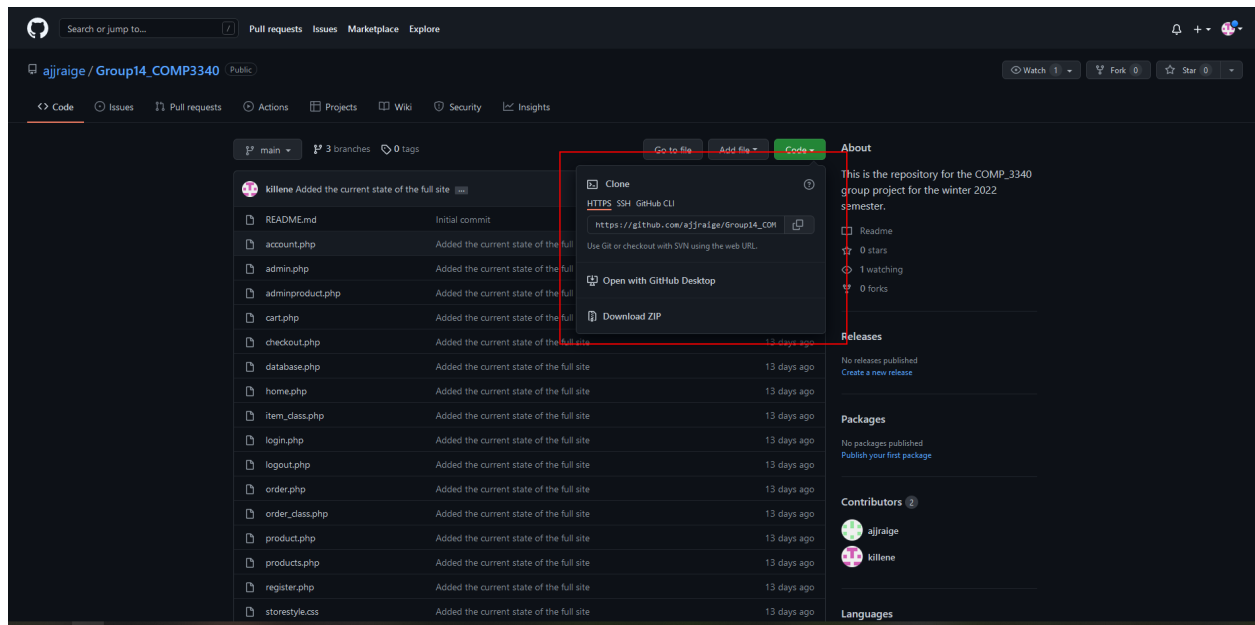 Search or jump to... /
Pull requests Issues Marketplace Explore
ajjraige / Group14_COMP3340 Public
Watch 1 Fork 0 Star 0
Code Issues Pull requests Actions Projects Wiki Security Insights
main 3 branches 0 tags
Go to file Add file Code
killene Added the current state of the full site ...
README.md Initial commit
account.php Added the current state of the full
admin.php Added the current state of the full
adminproduct.php Added the current state of the full
cart.php Added the current state of the full
checkout.php Added the current state of the full site 13 days ago
database.php Added the current state of the full site 13 days ago
home.php Added the current state of the full site 13 days ago
item_class.php Added the current state of the full site 13 days ago
login.php Added the current state of the full site 13 days ago
logout.php Added the current state of the full site 13 days ago
order.php Added the current state of the full site 13 days ago
order_class.php Added the current state of the full site 13 days ago
product.php Added the current state of the full site 13 days ago
products.php Added the current state of the full site 13 days ago
register.php Added the current state of the full site 13 days ago
storestyle.css Added the current state of the full site 13 days ago
Clone
HTTPS SSH GitHub CLI
https://github.com/ajjraige/Group14_COM
Use Git or checkout with SVN using the web URL.
Open with GitHub Desktop
Download ZIP
About
This is the repository for the COMP_3340
group project for the winter 2022
semester.
Readme
0 stars
1 watching
0 forks
Releases
No releases published
Create a new release
Packages
No packages published
Publish your first package
Contributors 2
ajjraige
killene
Languages